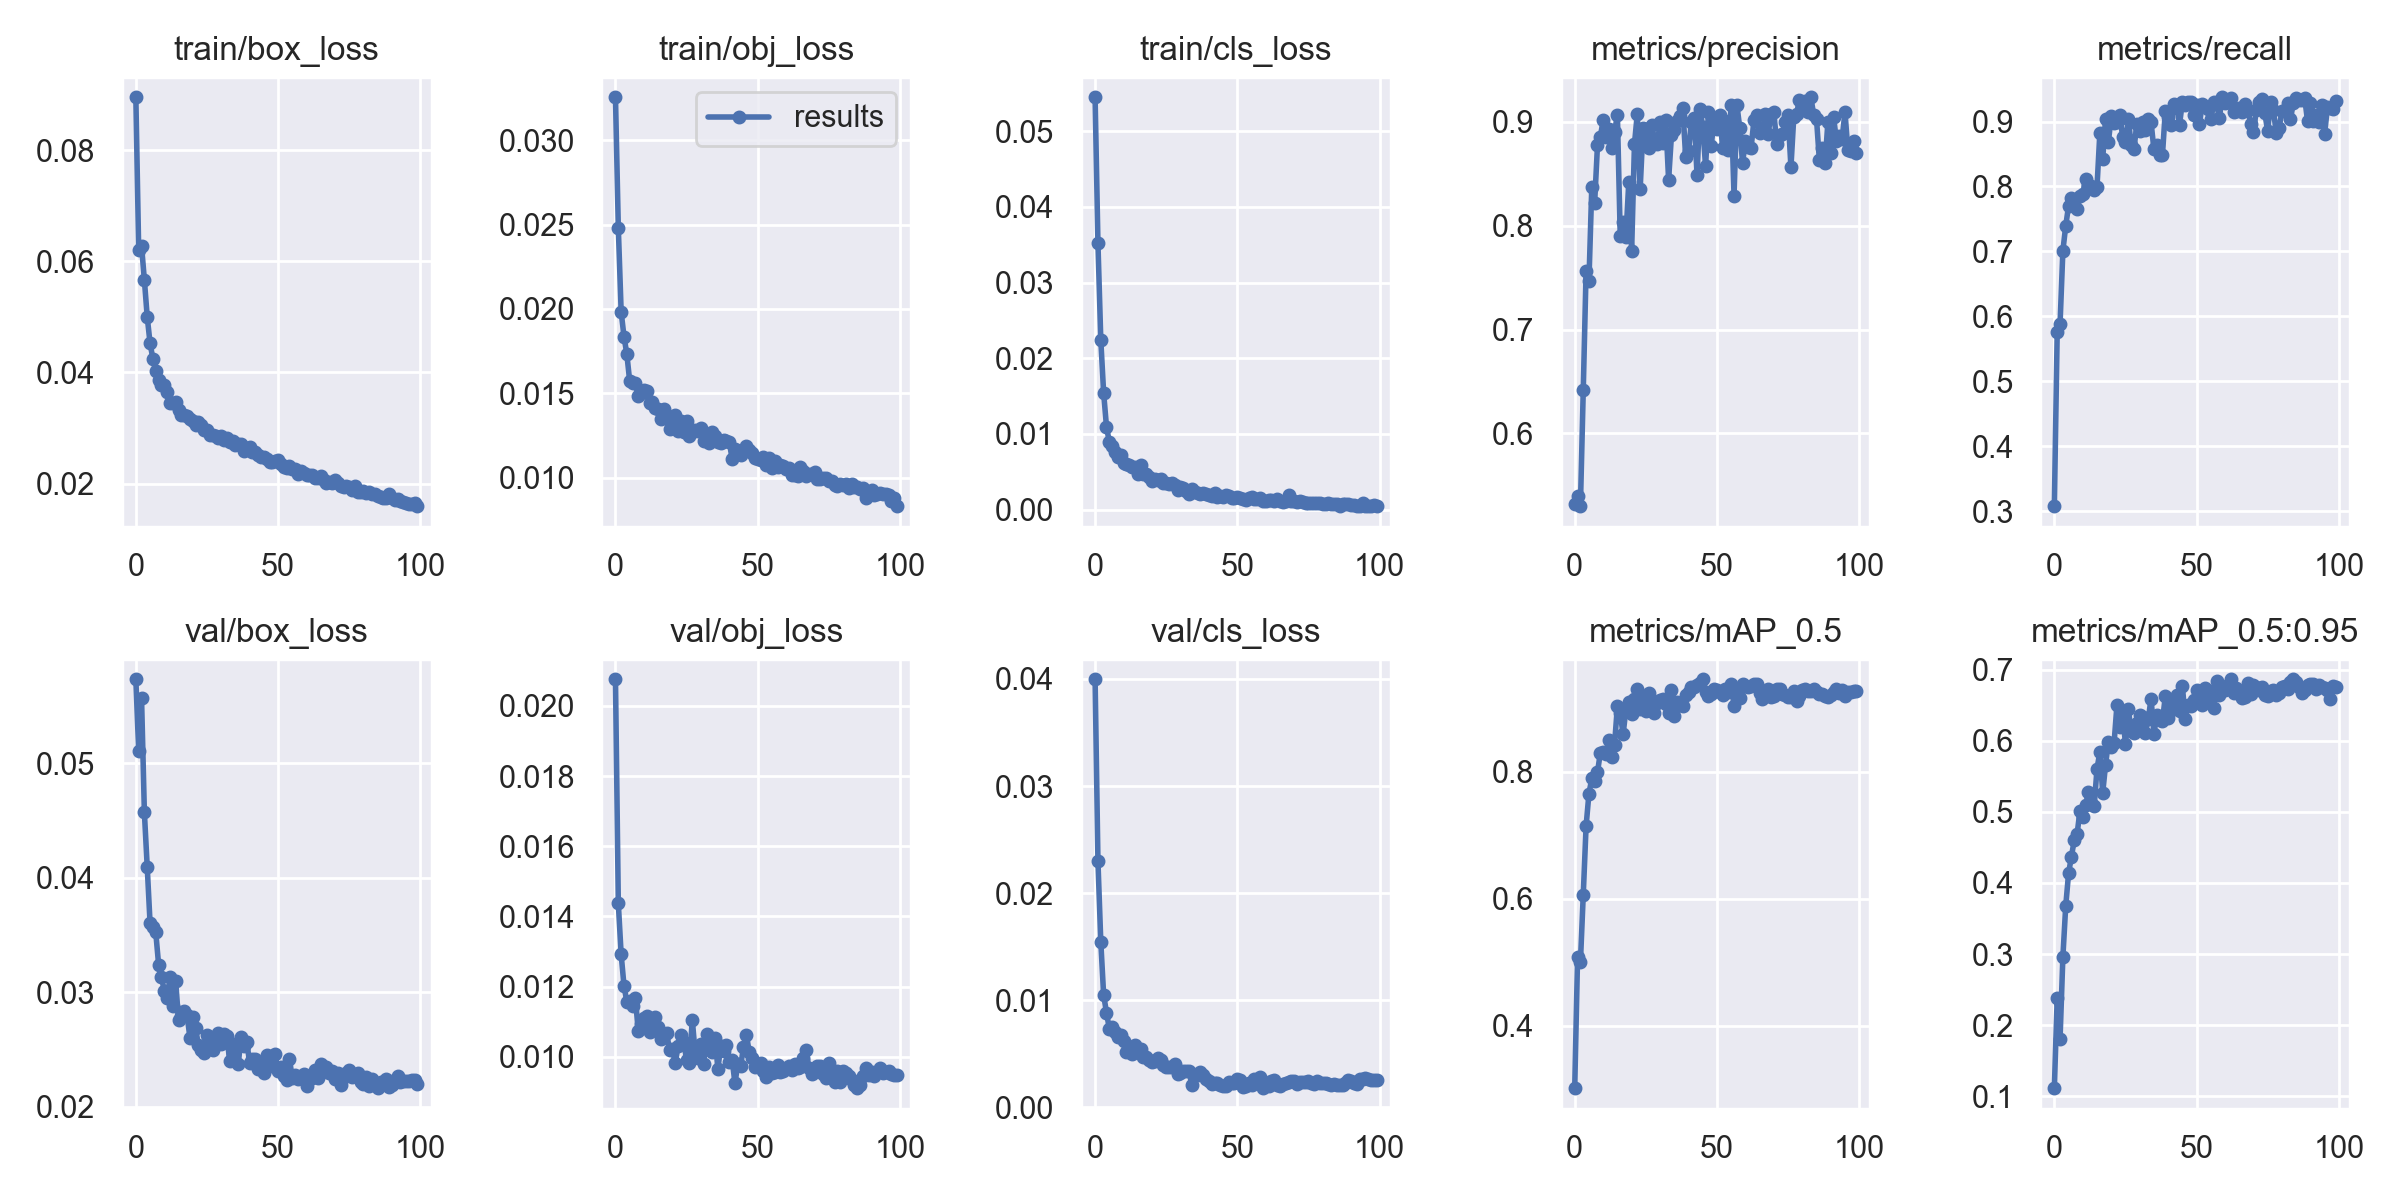 train/box_loss
0.08
0.06
0.04
0.02
0 50 100
train/obj_loss
results
0.030
0.025
0.020
0.015
0.010
0 50 100
train/cls_loss
0.05
0.04
0.03
0.02
0.01
0.00
0 50 100
metrics/precision
0.9
0.8
0.7
0.6
0 50 100
metrics/recall
0.9
0.8
0.7
0.6
0.5
0.4
0.3
0 50 100
val/box_loss
0.05
0.04
0.03
0.02
0 50 100
val/obj_loss
0.020
0.018
0.016
0.014
0.012
0.010
0 50 100
val/cls_loss
0.04
0.03
0.02
0.01
0.00
0 50 100
metrics/mAP_0.5
0.8
0.6
0.4
0 50 100
metrics/mAP_0.5:0.95
0.7
0.6
0.5
0.4
0.3
0.2
0.1
0 50 100